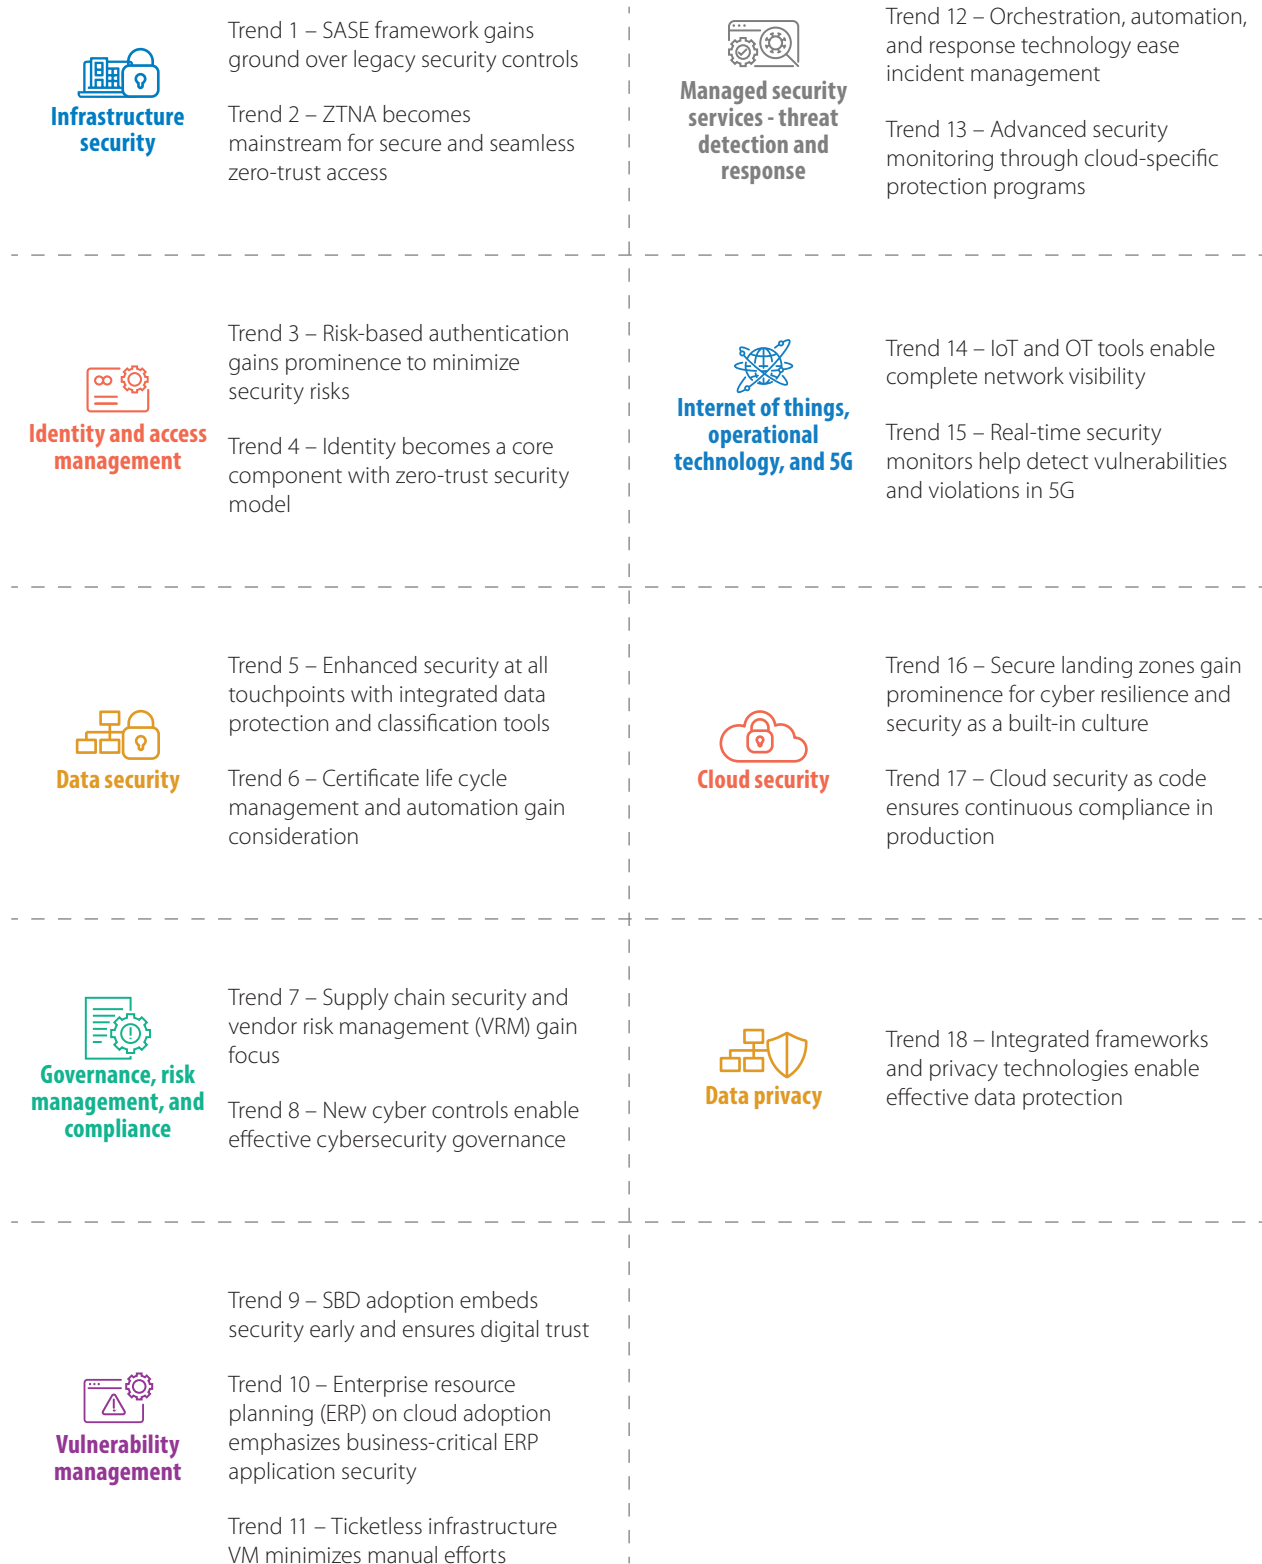 Infrastructure
security
Trend 1 – SASE framework gains
ground over legacy security controls
Trend 2 – ZTNA becomes
mainstream for secure and seamless
zero-trust access
Identity and access
management
Trend 3 – Risk-based authentication
gains prominence to minimize
security risks
Trend 4 – Identity becomes a core
component with zero-trust security
model
Data security
Trend 5 – Enhanced security at all
touchpoints with integrated data
protection and classification tools
Trend 6 – Certificate life cycle
management and automation gain
consideration
Governance, risk
management, and
compliance
Trend 7 – Supply chain security and
vendor risk management (VRM) gain
focus
Trend 8 – New cyber controls enable
effective cybersecurity governance
Vulnerability
management
Trend 9 – SBD adoption embeds
security early and ensures digital trust
Trend 10 – Enterprise resource
planning (ERP) on cloud adoption
emphasizes business-critical ERP
application security
Trend 11 – Ticketless infrastructure
VM minimizes manual efforts
Managed security
services - threat
detection and
response
Trend 12 – Orchestration, automation,
and response technology ease
incident management
Trend 13 – Advanced security
monitoring through cloud-specific
protection programs
Internet of things,
operational
technology, and 5G
Trend 14 – IoT and OT tools enable
complete network visibility
Trend 15 – Real-time security
monitors help detect vulnerabilities
and violations in 5G
Cloud security
Trend 16 – Secure landing zones gain
prominence for cyber resilience and
security as a built-in culture
Trend 17 – Cloud security as code
ensures continuous compliance in
production
Data privacy
Trend 18 – Integrated frameworks
and privacy technologies enable
effective data protection